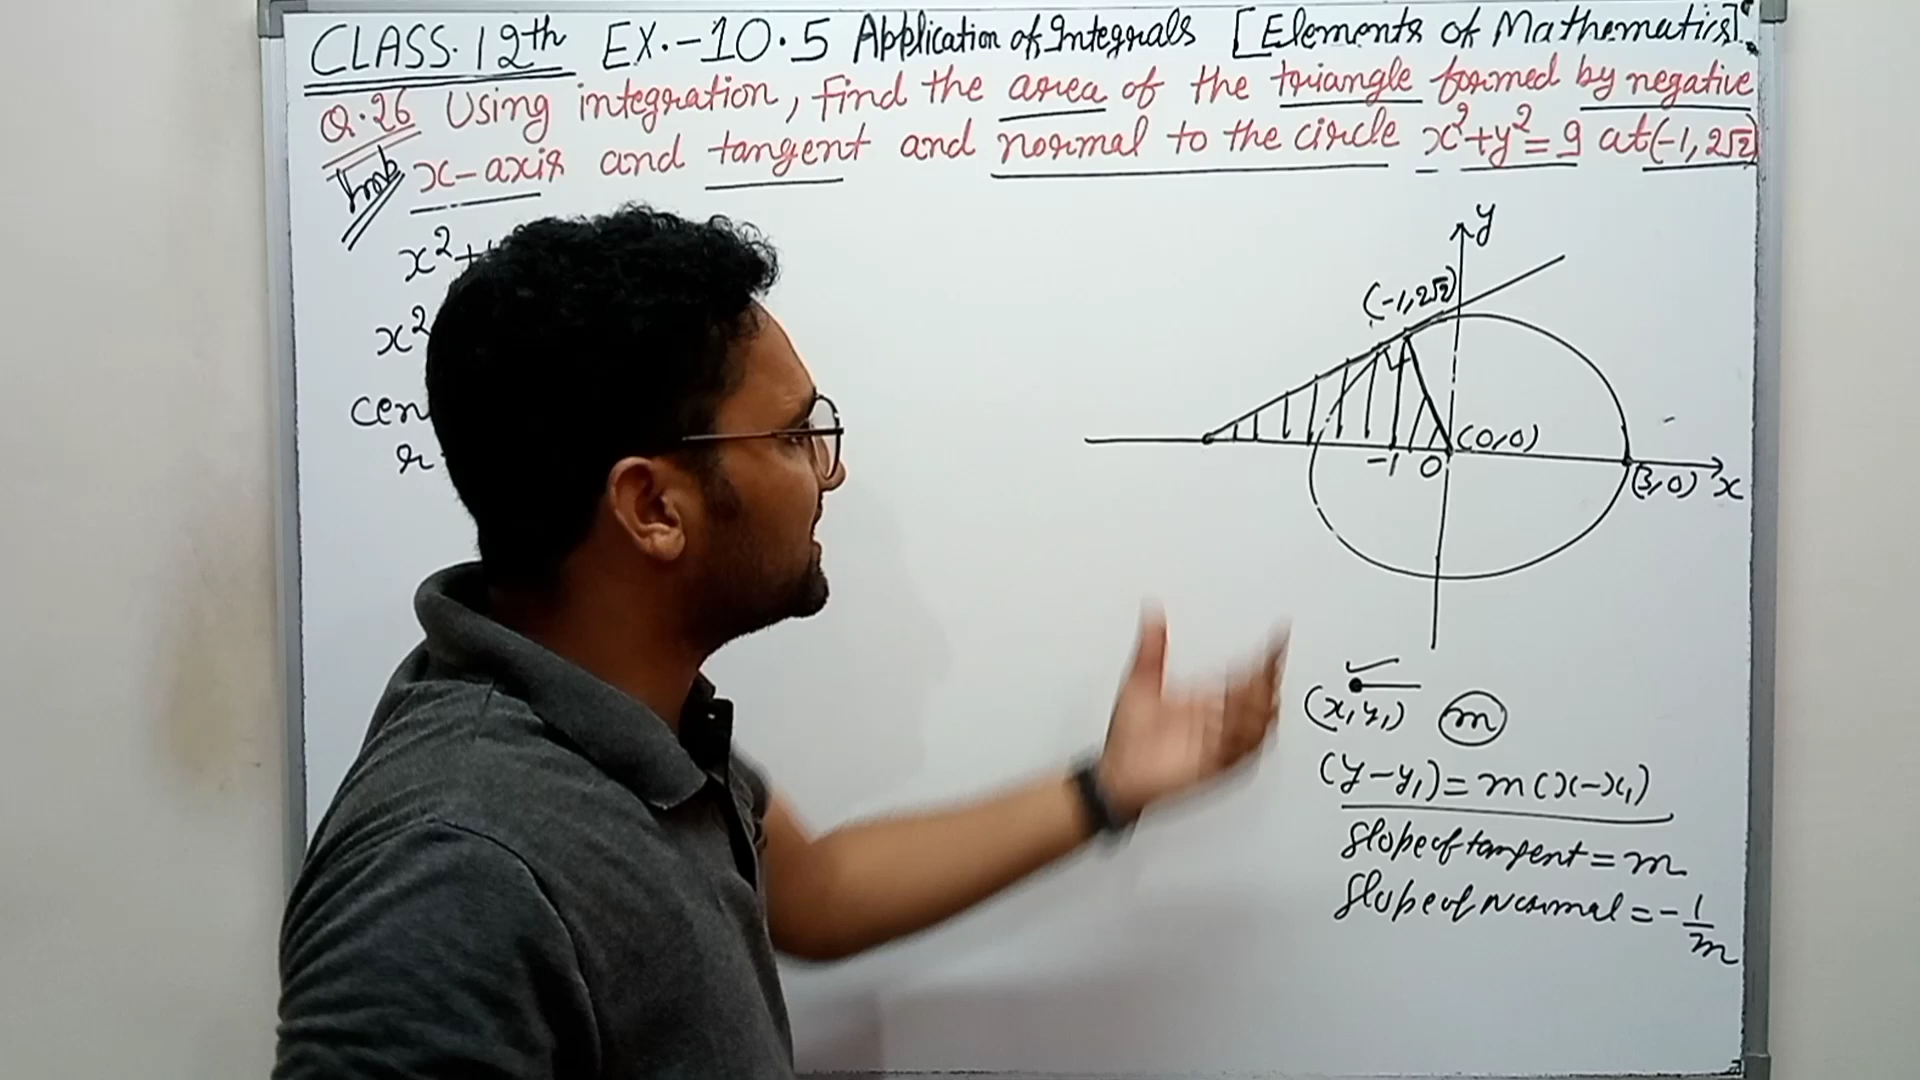 CLASS. 12th EX.-10.5 Application of Integrals [Elements of Mathematics]
Q.26 Using integration, find the area of the triangle formed by negative
Imb x-axis and tangent and normal to the circle x²+y²=9 at(-1, 2√2)
x²+
x²
cen
r
y
(-1, 2√2)
(0,0)
-1 0
(3,0) x
(x₁ y₁) m
(y-y₁)=m(x-x₁)
Slope of tangent = m
Slope of Normal = -1/m